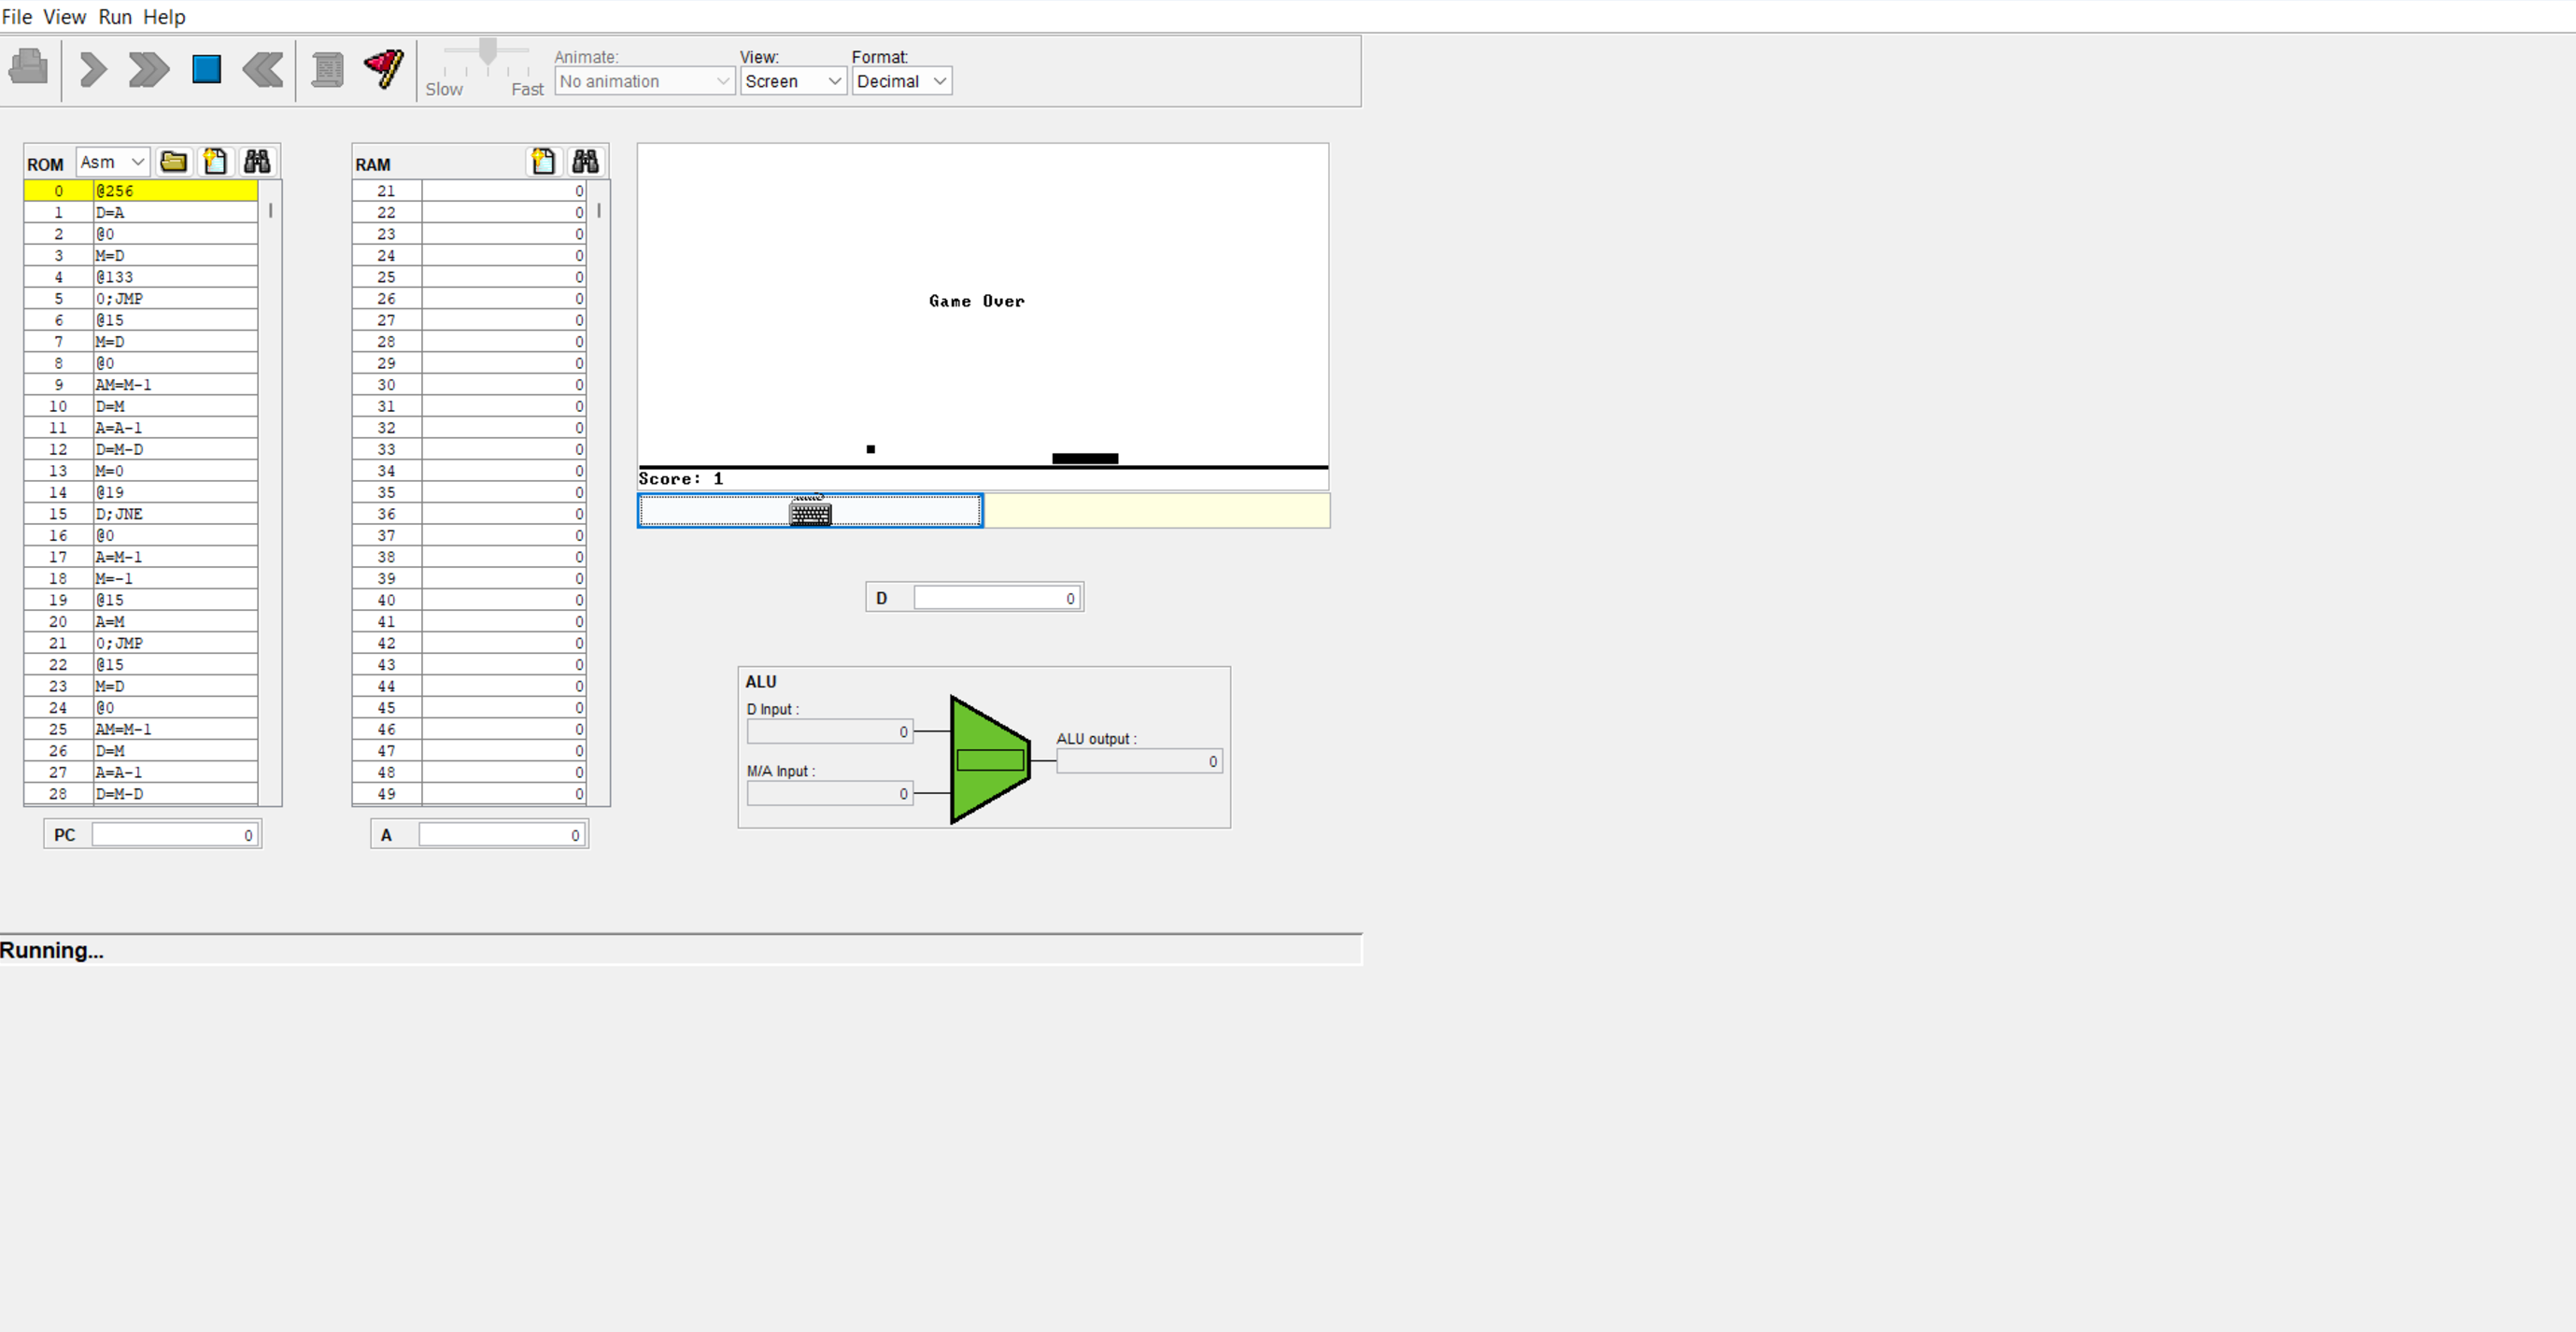 File View Run Help
Animate: View: Format:
Slow Fast No animation Screen Decimal
ROM Asm
0 @256
1 D=A
2 @0
3 M=D
4 @133
5 0;JMP
6 @15
7 M=D
8 @0
9 AM=M-1
10 D=M
11 A=A-1
12 D=M-D
13 M=0
14 @19
15 D;JNE
16 @0
17 A=M-1
18 M=-1
19 @15
20 A=M
21 0;JMP
22 @15
23 M=D
24 @0
25 AM=M-1
26 D=M
27 A=A-1
28 D=M-D
PC 0
RAM
21 0
22 0
23 0
24 0
25 0
26 0
27 0
28 0
29 0
30 0
31 0
32 0
33 0
34 0
35 0
36 0
37 0
38 0
39 0
40 0
41 0
42 0
43 0
44 0
45 0
46 0
47 0
48 0
49 0
A 0
Game Over
Score: 1
D 0
ALU
D Input :
0
M/A Input :
0
ALU output :
0
Running...